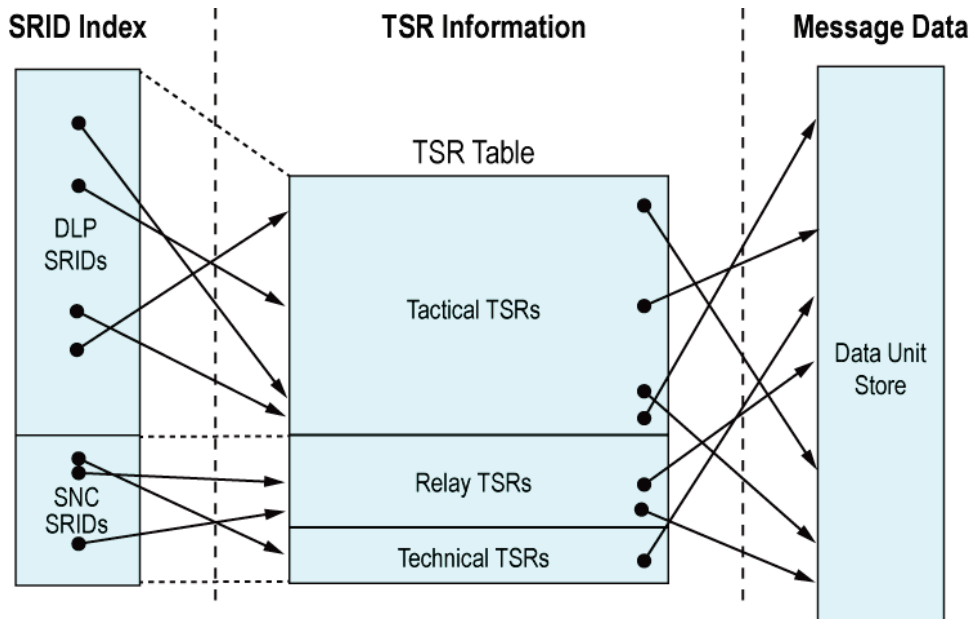 SRID Index
TSR Information
Message Data
TSR Table
DLP
SRIDs
Tactical TSRs
Data Unit
Store
SNC
SRIDs
Relay TSRs
Technical TSRs